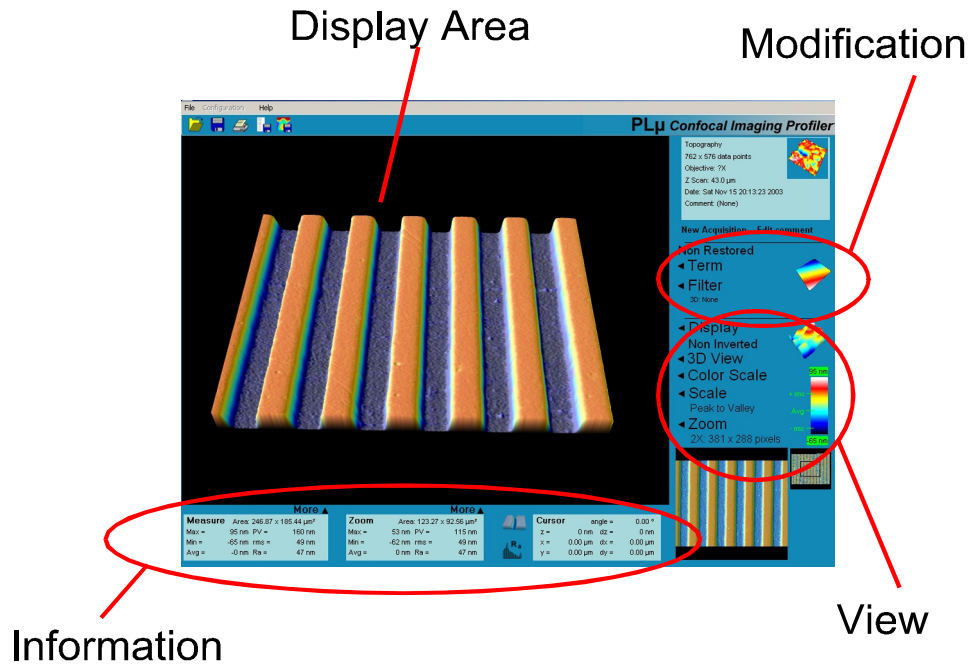 Display Area
Modification
File Configuration Help
PLµ Confocal Imaging Profiler
Topography
762 x 576 data points
Objective: ?X
Z Scan: 43.0 µm
Date: Sat Nov 15 20:13:23 2003
Comment: (None)
New Acquisition Edit comment
Non Restored
◄ Term
◄ Filter
3D: None
◄ Display
Non Inverted
◄ 3D View
◄ Color Scale
95 nm
◄ Scale
+ rms
Peak to Valley
Avg
◄ Zoom
- rms
2X: 381 x 288 pixels
-65 nm
More ▲
Measure Area: 246.87 x 185.44 µm²
Max = 95 nm PV = 160 nm
Min = -65 nm rms = 49 nm
Avg = -0 nm Ra = 47 nm
More ▲
Zoom Area: 123.27 x 92.56 µm²
Max = 53 nm PV = 115 nm
Min = -62 nm rms = 49 nm
Avg = 0 nm Ra = 47 nm
Ra
Cursor angle = 0.00 °
z = 0 nm dz = 0 nm
x = 0.00 µm dx = 0.00 µm
y = 0.00 µm dy = 0.00 µm
View
Information